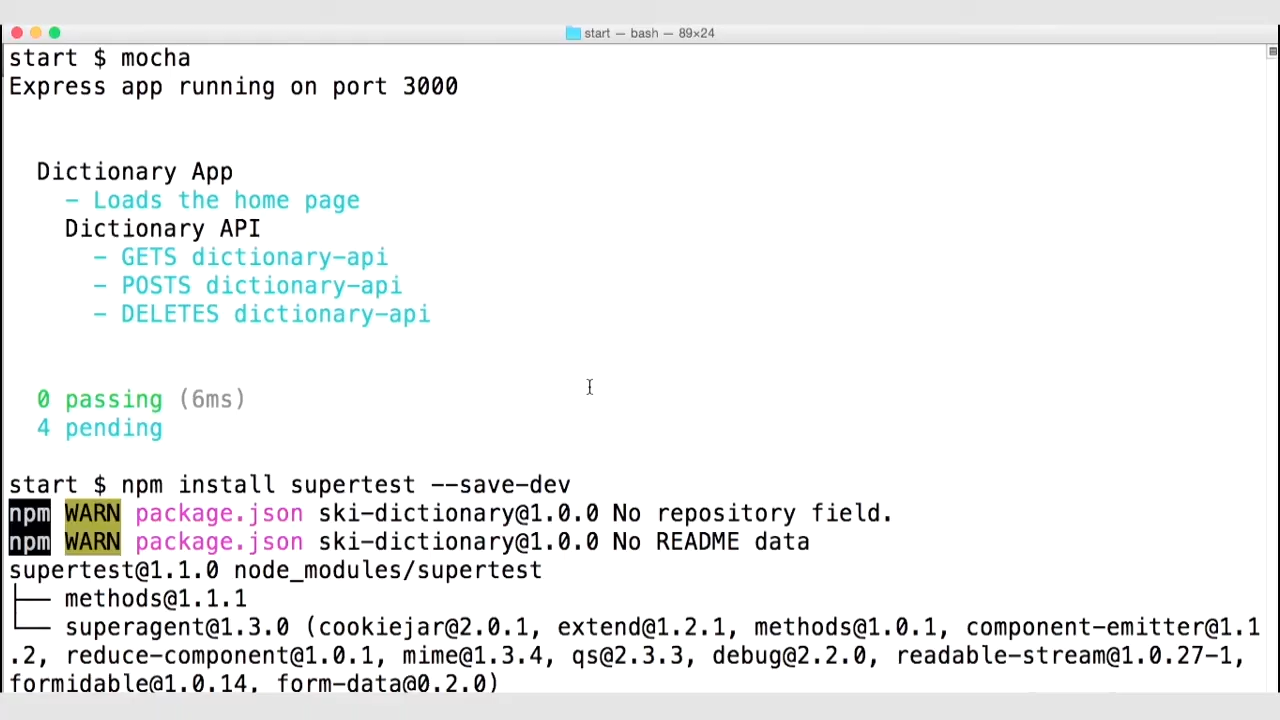 start — bash — 89×24
start $ mocha
Express app running on port 3000
Dictionary App
- Loads the home page
Dictionary API
- GETS dictionary-api
- POSTS dictionary-api
- DELETES dictionary-api
0 passing (6ms)
4 pending
start $ npm install supertest --save-dev
npm WARN package.json ski-dictionary@1.0.0 No repository field.
npm WARN package.json ski-dictionary@1.0.0 No README data
supertest@1.1.0 node_modules/supertest
├── methods@1.1.1
└── superagent@1.3.0 (cookiejar@2.0.1, extend@1.2.1, methods@1.0.1, component-emitter@1.1
.2, reduce-component@1.0.1, mime@1.3.4, qs@2.3.3, debug@2.2.0, readable-stream@1.0.27-1,
formidable@1.0.14, form-data@0.2.0)